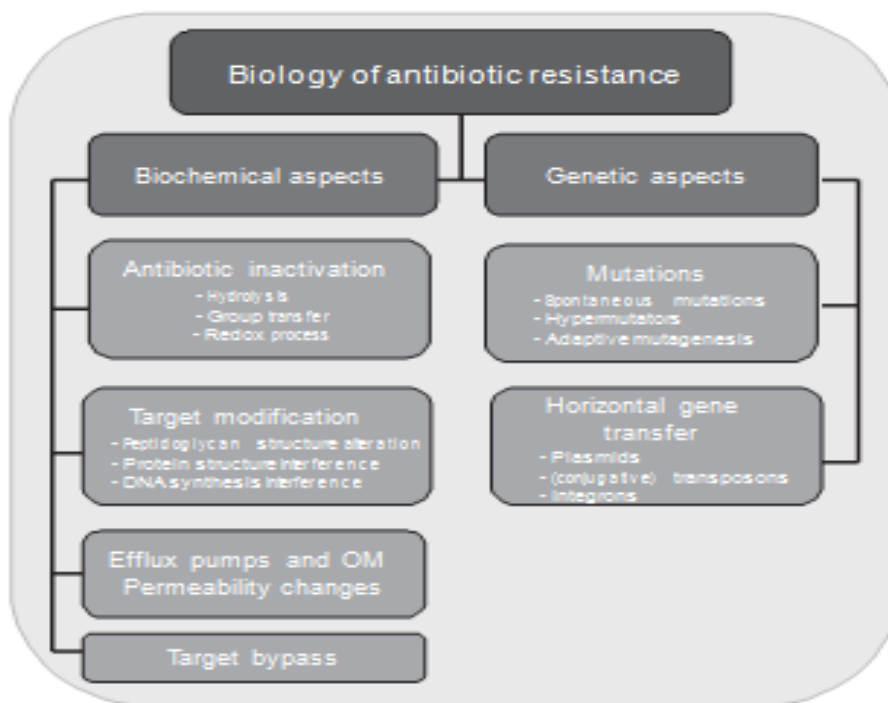 Biology of antibiotic resistance
Biochemical aspects
Genetic aspects
Antibiotic inactivation
- Hydrolysis
- Group transfer
- Redox process
Mutations
- Spontaneous mutations
- Hypermutators
- Adaptive mutagenesis
Target modification
- Peptidoglycan structure alteration
- Protein structure interference
- DNA synthesis interference
Horizontal gene
transfer
- Plasmids
- (conjugative) transposons
- Integrons
Efflux pumps and OM
Permeability changes
Target bypass